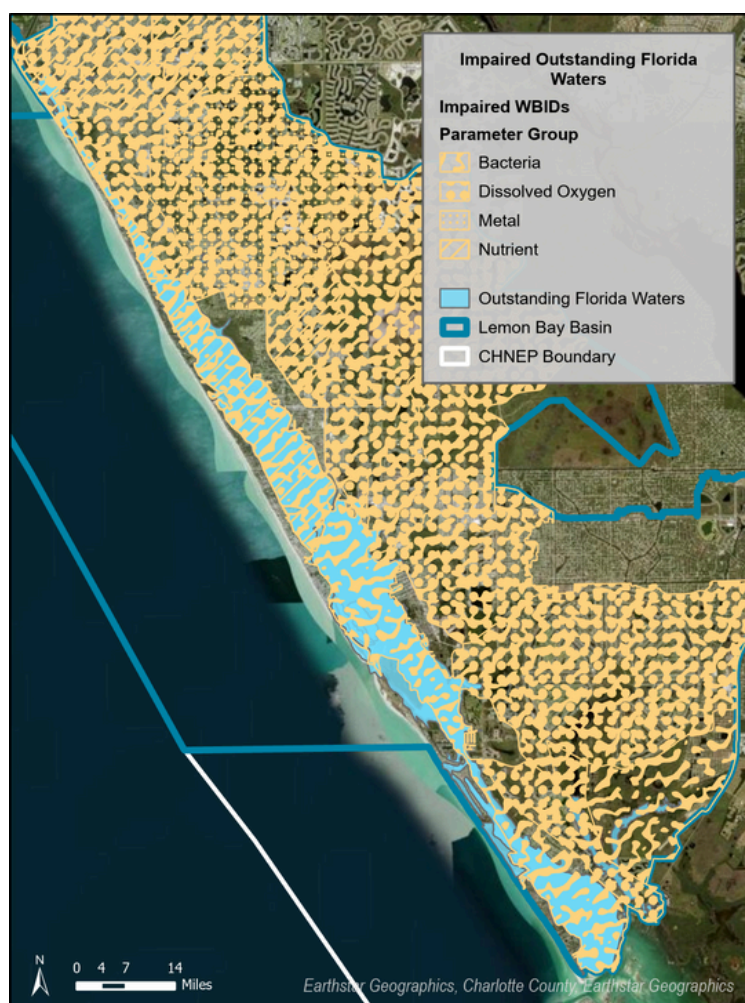 Impaired Outstanding Florida
Waters
Impaired WBIDs
Parameter Group
Bacteria
Dissolved Oxygen
Metal
Nutrient
Outstanding Florida Waters
Lemon Bay Basin
CHNEP Boundary
N
0 4 7 14
Miles
Earthstar Geographics, Charlotte County, Earthstar Geographics